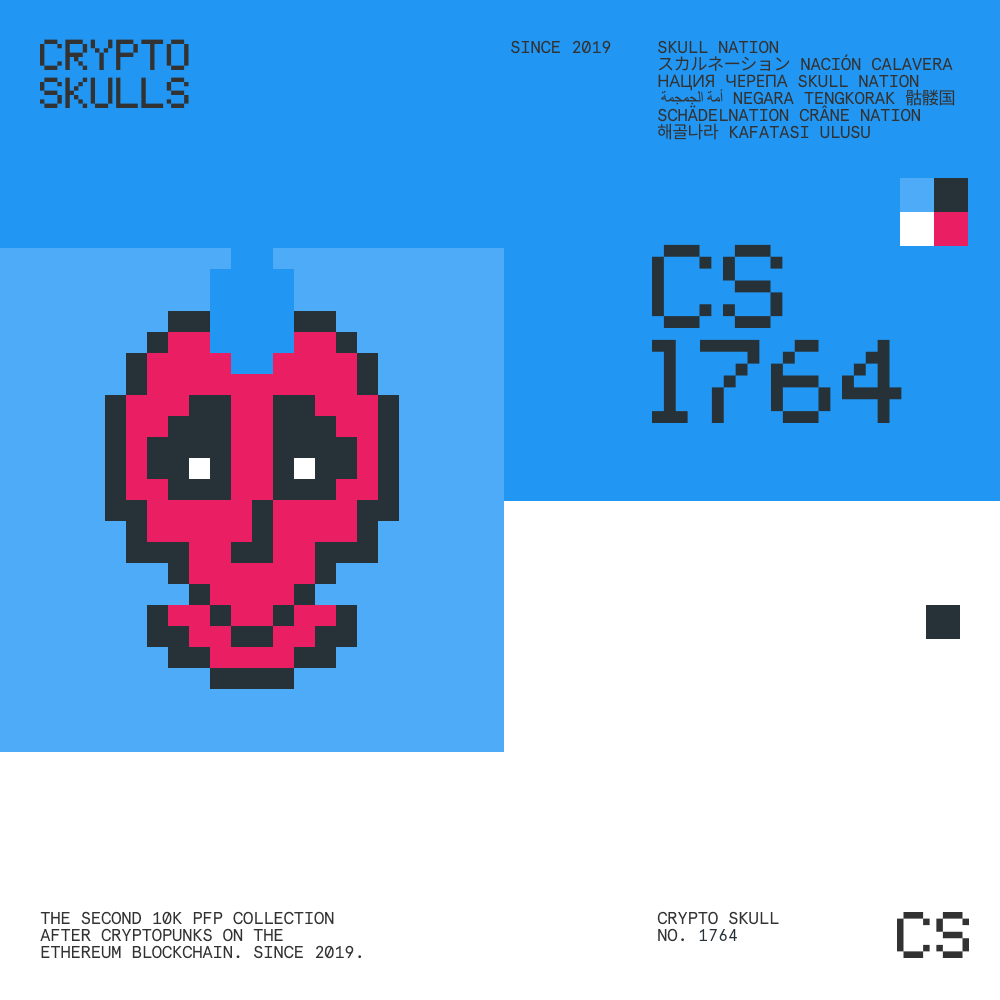 CRYPTO
SKULLS
SINCE 2019
SKULL NATION
スカルネーション NACIÓN CALAVERA
НАЦИЯ ЧЕРЕПА SKULL NATION
أمة الجمجمة NEGARA TENGKORAK 骷髅国
SCHÄDELNATION CRÂNE NATION
해골나라 KAFATASI ULUSU
CS
1764
THE SECOND 10K PFP COLLECTION
AFTER CRYPTOPUNKS ON THE
ETHEREUM BLOCKCHAIN. SINCE 2019.
CRYPTO SKULL
NO. 1764
CS